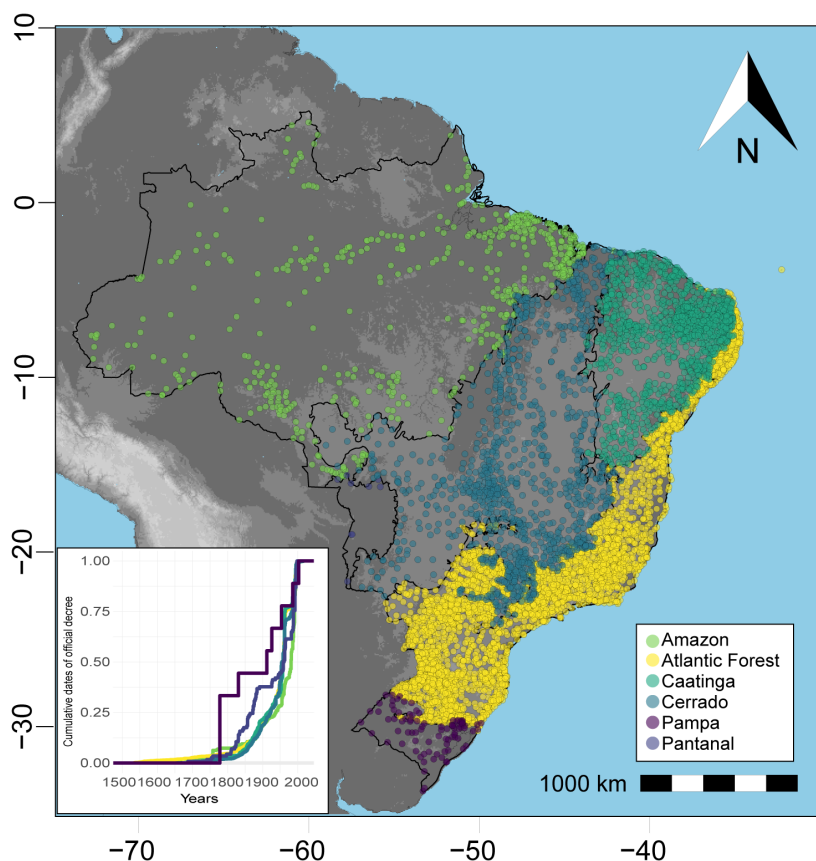 10
0
−10
−20
−30
N
1.00
0.75
0.50
0.25
0.00
Cumulative dates of official decree
1500 1600 1700 1800 1900 2000
Years
Amazon
Atlantic Forest
Caatinga
Cerrado
Pampa
Pantanal
1000 km
−70 −60 −50 −40